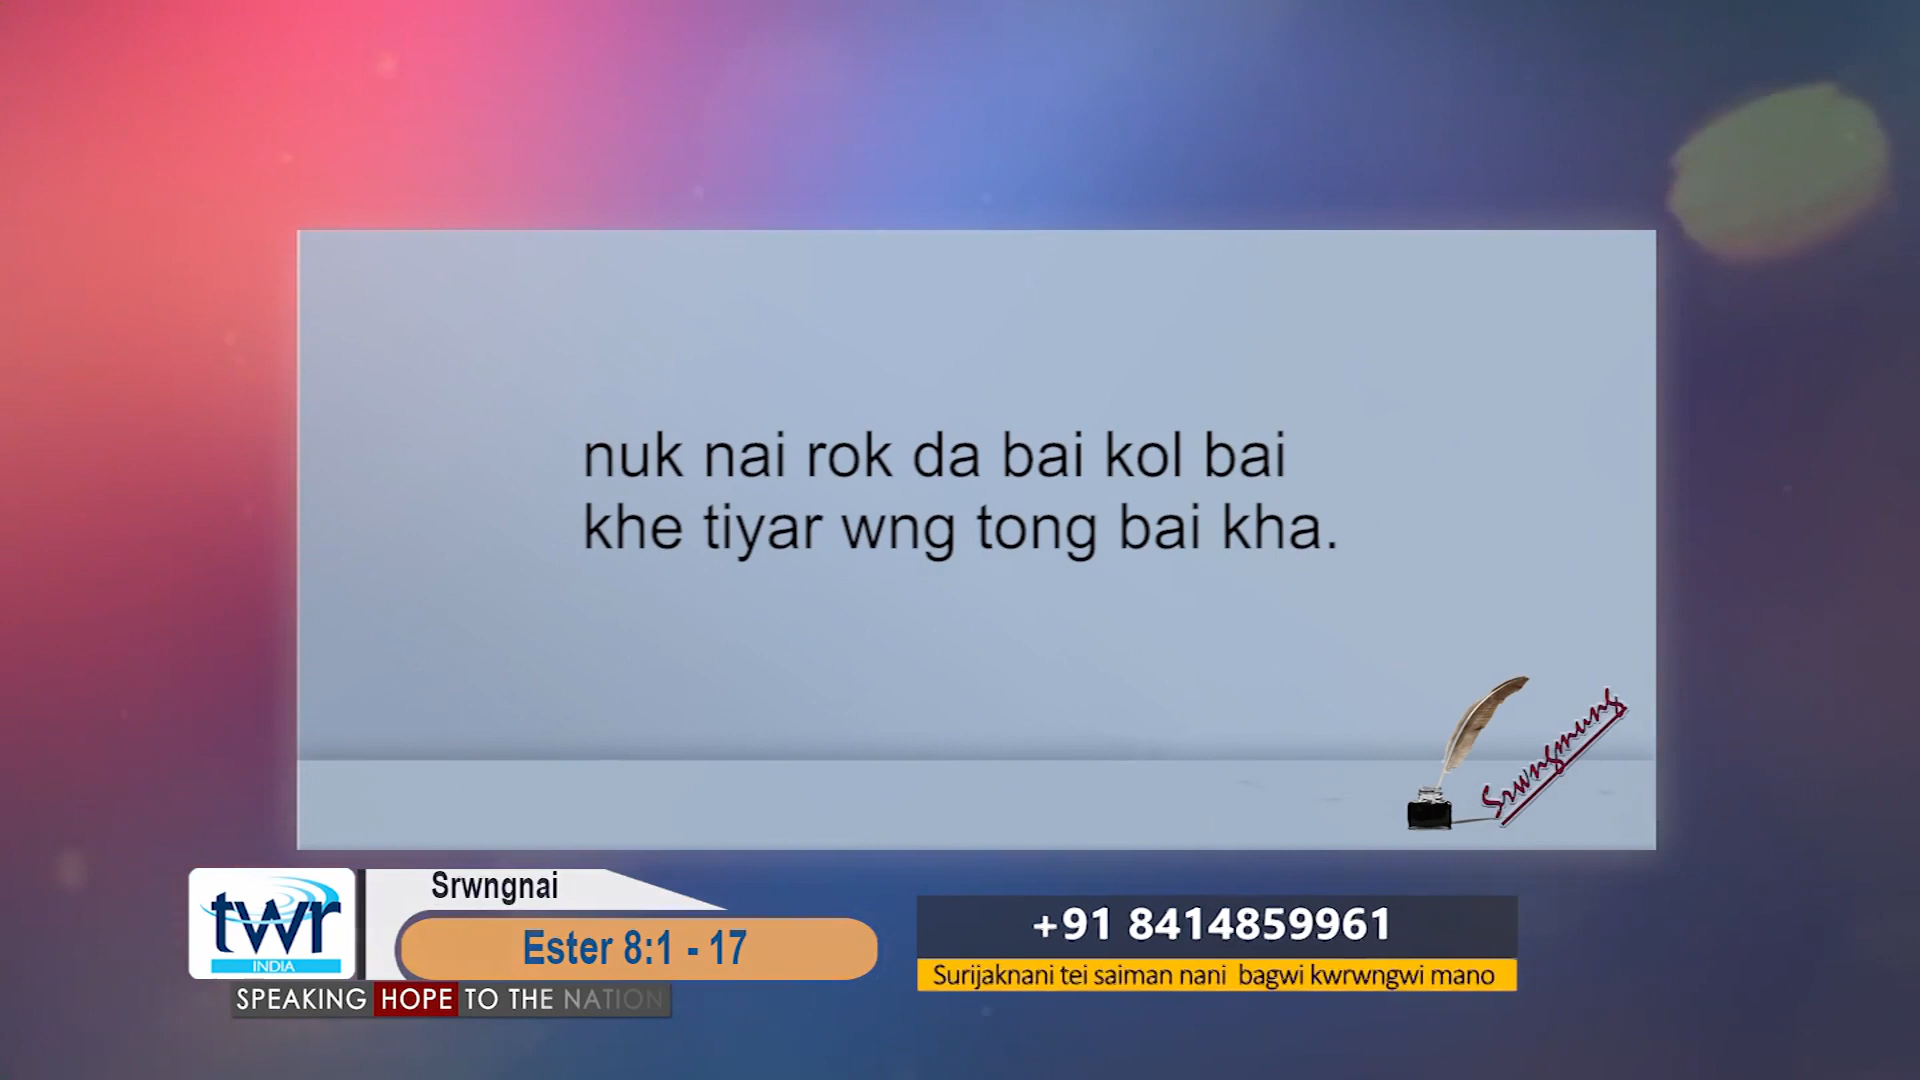 nuk nai rok da bai kol bai
khe tiyar wng tong bai kha.
Srwngmung
twr
INDIA
Srwngnai
Ester 8:1 - 17
SPEAKING HOPE TO THE NATION
+91 8414859961
Surijaknani tei saiman nani bagwi kwrwngwi mano